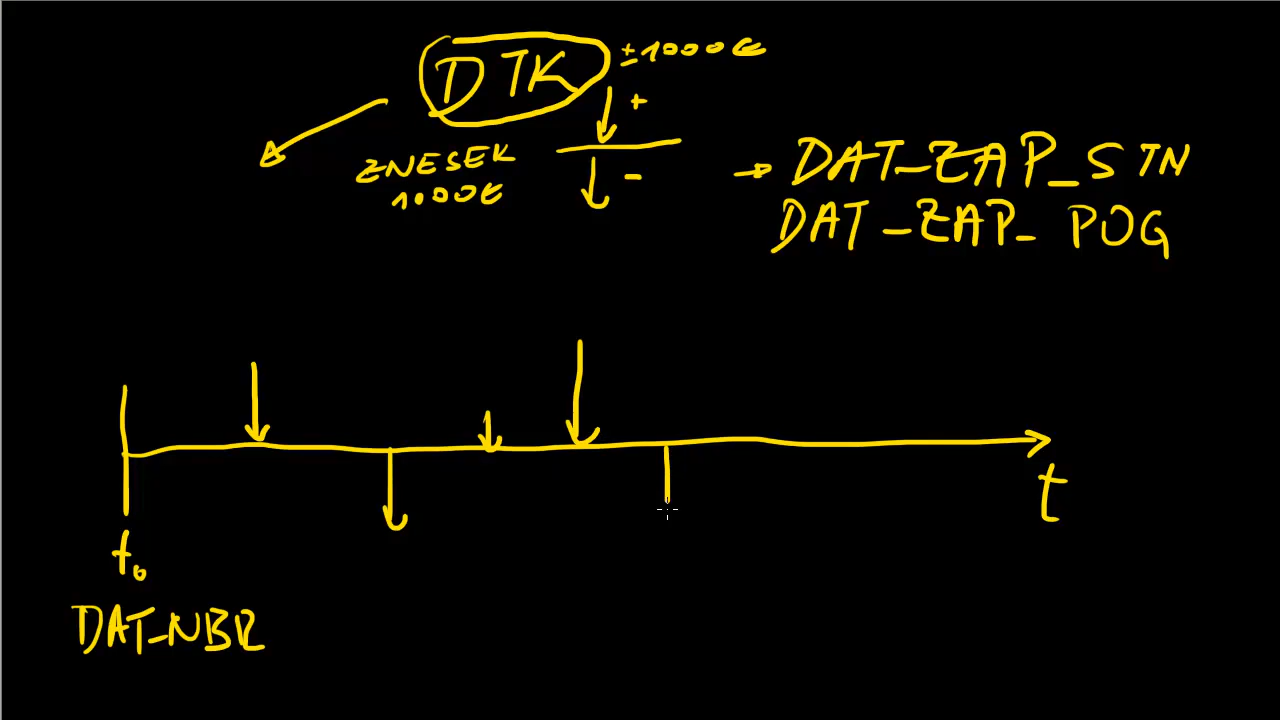 DTK ±1000€
+
ZNESEK
1000€
-
→ DAT_ZAP_STN
DAT_ZAP_POG
t
t₀
DAT_NBR